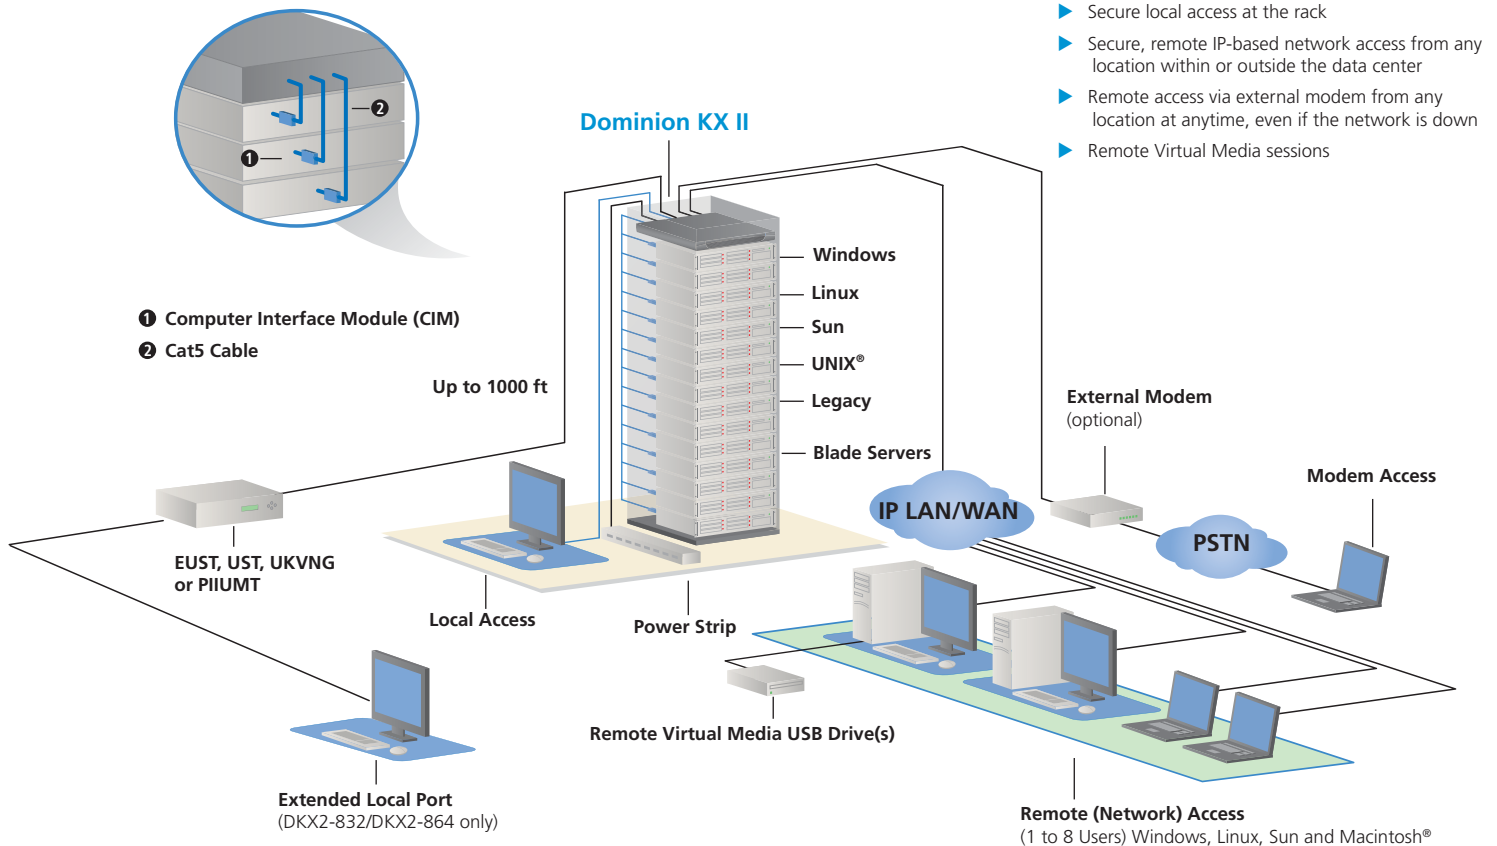 Secure local access at the rack
Secure, remote IP-based network access from any
location within or outside the data center
Remote access via external modem from any
location at anytime, even if the network is down
Remote Virtual Media sessions
2
1
Dominion KX II
Windows
Linux
Sun
UNIX®
Legacy
Blade Servers
1 Computer Interface Module (CIM)
2 Cat5 Cable
Up to 1000 ft
External Modem
(optional)
Modem Access
IP LAN/WAN
PSTN
EUST, UST, UKVNG
or PIIUMT
Local Access
Power Strip
Remote Virtual Media USB Drive(s)
Extended Local Port
(DKX2-832/DKX2-864 only)
Remote (Network) Access
(1 to 8 Users) Windows, Linux, Sun and Macintosh®